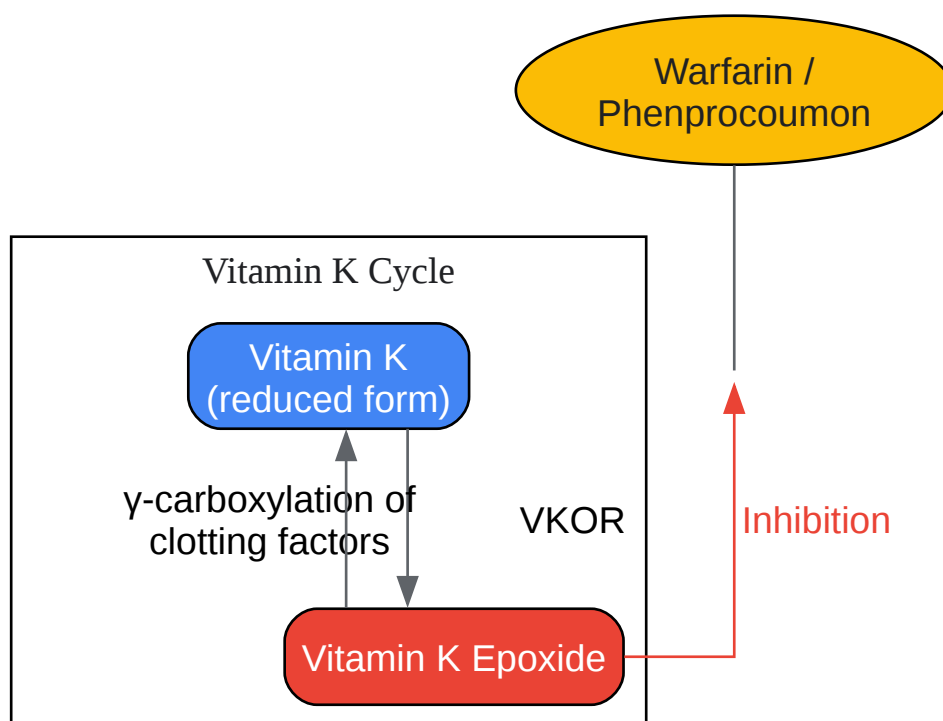 Warfarin /
Phenprocoumon
Vitamin K Cycle
Vitamin K
(reduced form)
γ-carboxylation of
clotting factors
VKOR
Inhibition
Vitamin K Epoxide